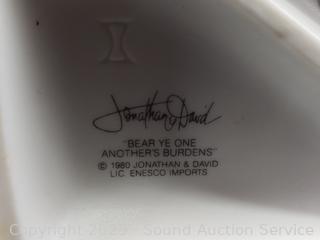 Jonathan & David
"BEAR YE ONE
ANOTHER'S BURDENS"
© 1980 JONATHAN & DAVID
LIC. ENESCO IMPORTS
Copyright 2023 - Sound Auction Service